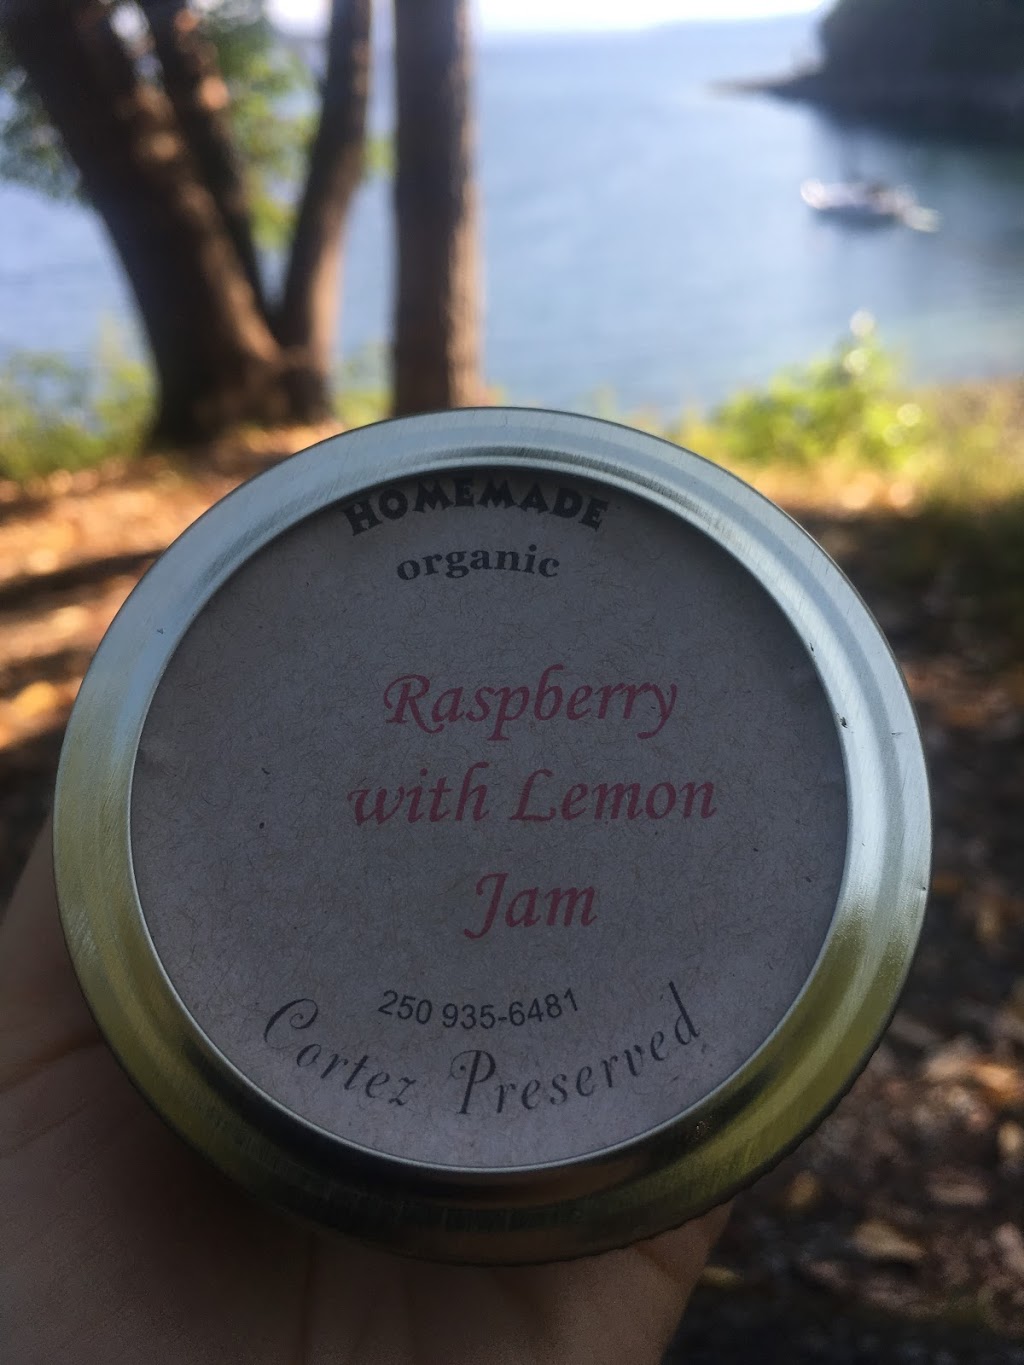 HOMEMADE
organic
Raspberry
with Lemon
Jam
250 935-6481
Cortez Preserved